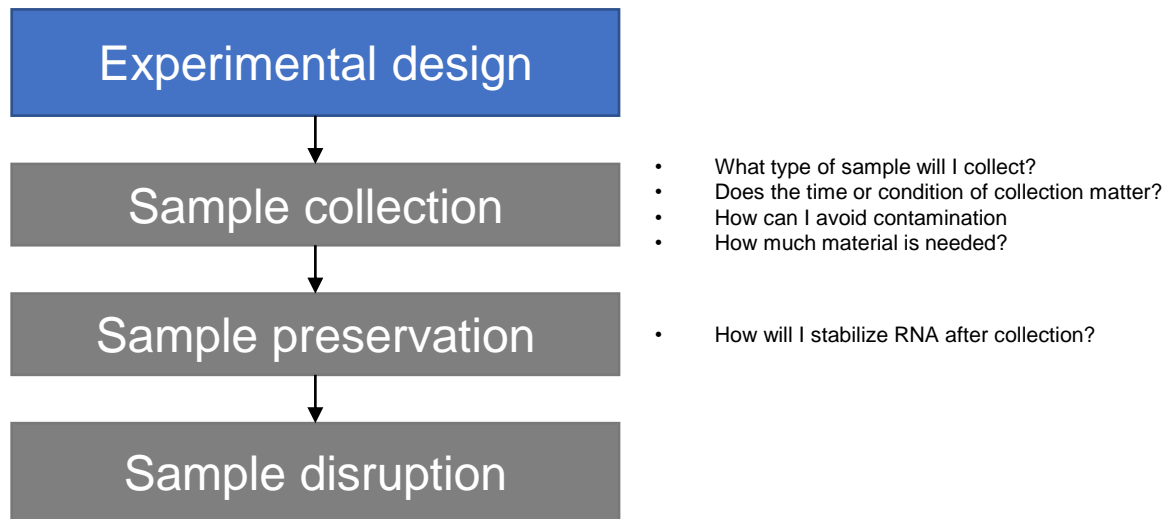 Experimental design
Sample collection
• What type of sample will I collect?
• Does the time or condition of collection matter?
• How can I avoid contamination
• How much material is needed?
Sample preservation
• How will I stabilize RNA after collection?
Sample disruption